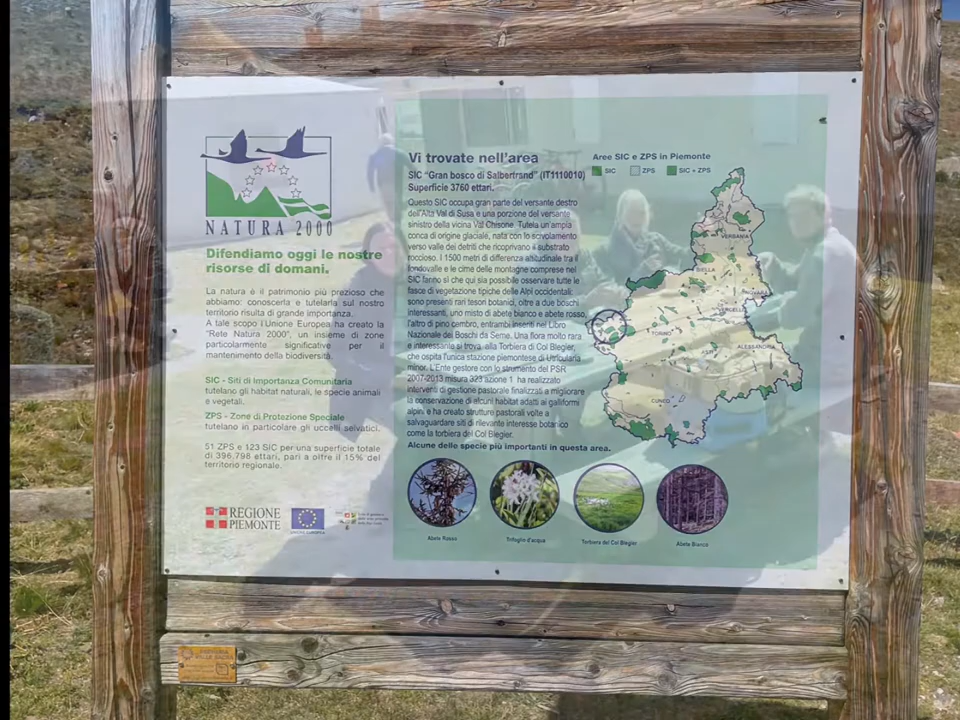 NATURA 2000
Difendiamo oggi le nostre
risorse di domani.
La natura è il patrimonio più prezioso che
abbiamo: conoscerla e tutelarla sul nostro
territorio risulta di grande importanza.
A tale scopo l'Unione Europea ha creato la
"Rete Natura 2000", un insieme di zone
particolarmente significative per il
mantenimento della biodiversità.
SIC - Siti di Importanza Comunitaria
tutelano gli habitat naturali, le specie animali
e vegetali.
ZPS - Zone di Protezione Speciale
tutelano in particolare gli uccelli selvatici.
51 ZPS e 123 SIC per una superficie totale
di 396.798 ettari, pari a oltre il 15% del
territorio regionale.
REGIONE
PIEMONTE
UNIONE EUROPEA
Vi trovate nell'area
SIC "Gran bosco di Salbertrand" (IT1110010)
Superficie 3760 ettari.
Questo SIC occupa gran parte del versante destro
dell'Alta Val di Susa e una porzione del versante
sinistro della vicina Val Chisone. Tutela un ampia
conca di origine glaciale, nata con lo scivolamento
verso valle dei detriti che ricoprivano il substrato
roccioso. I 1500 metri di differenza altitudinale tra il
fondovalle e le cime delle montagne comprese nel
SIC fanno sì che qui sia possibile osservare tutte le
fasce di vegetazione tipiche delle Alpi occidentali:
sono presenti rari tesori botanici, oltre a due boschi
interessanti, uno misto di abete bianco e abete rosso,
l'altro di pino cembro, entrambi inseriti nel Libro
Nazionale dei Boschi da Seme. Una flora molto rara
e interessante si trova alla Torbiera di Col Blegier,
che ospita l'unica stazione piemontese di Utricularia
minor. L'Ente gestore con lo strumento del PSR
2007-2013 misura 323 azione 1 ha realizzato
interventi di gestione pastorale finalizzati a migliorare
la conservazione di alcuni habitat adatti ai galliformi
alpini e ha creato strutture pastorali volte a
salvaguardare siti di rilevante interesse botanico
come la torbiera del Col Blegier.
Alcune delle specie più importanti in questa area.
Aree SIC e ZPS in Piemonte
SIC ZPS SIC + ZPS
VERBANIA
BIELLA
NOVARA
VERCELLI
TORINO
ASTI
ALESSANDRIA
CUNEO
Abete Rosso
Trifoglio d'acqua
Torbiera del Col Blegier
Abete Bianco